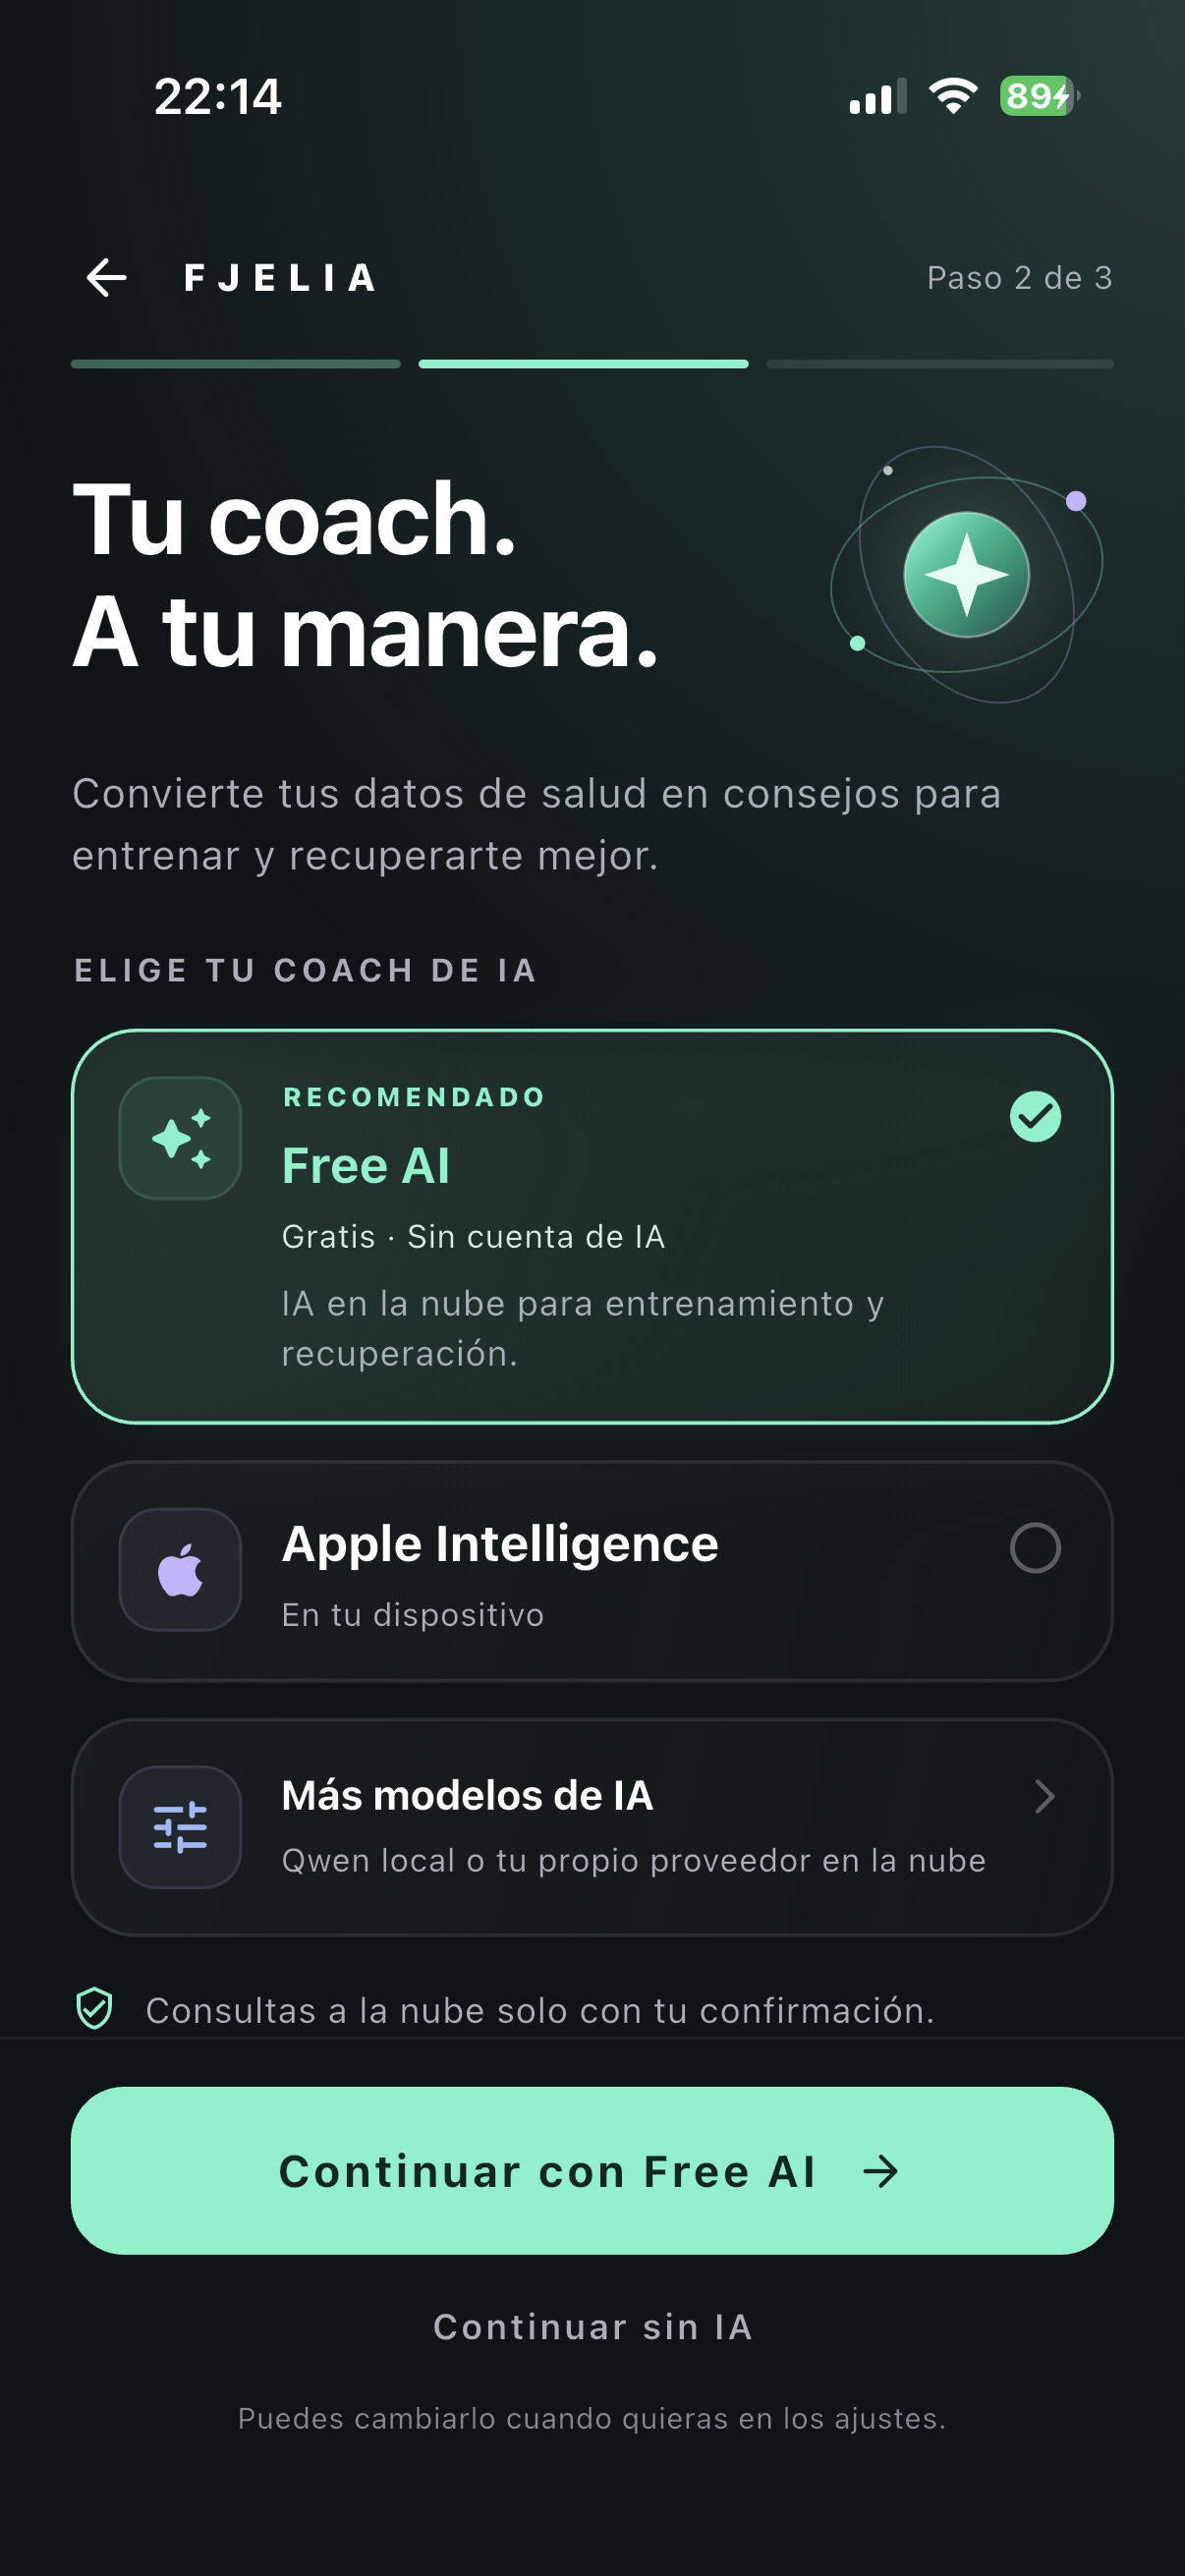 22:14
89
FJELIA
Paso 2 de 3
Tu coach.
A tu manera.
Convierte tus datos de salud en consejos para
entrenar y recuperarte mejor.
ELIGE TU COACH DE IA
RECOMENDADO
Free AI
Gratis · Sin cuenta de IA
IA en la nube para entrenamiento y
recuperación.
Apple Intelligence
En tu dispositivo
Más modelos de IA
Qwen local o tu propio proveedor en la nube
Consultas a la nube solo con tu confirmación.
Continuar con Free AI
Continuar sin IA
Puedes cambiarlo cuando quieras en los ajustes.